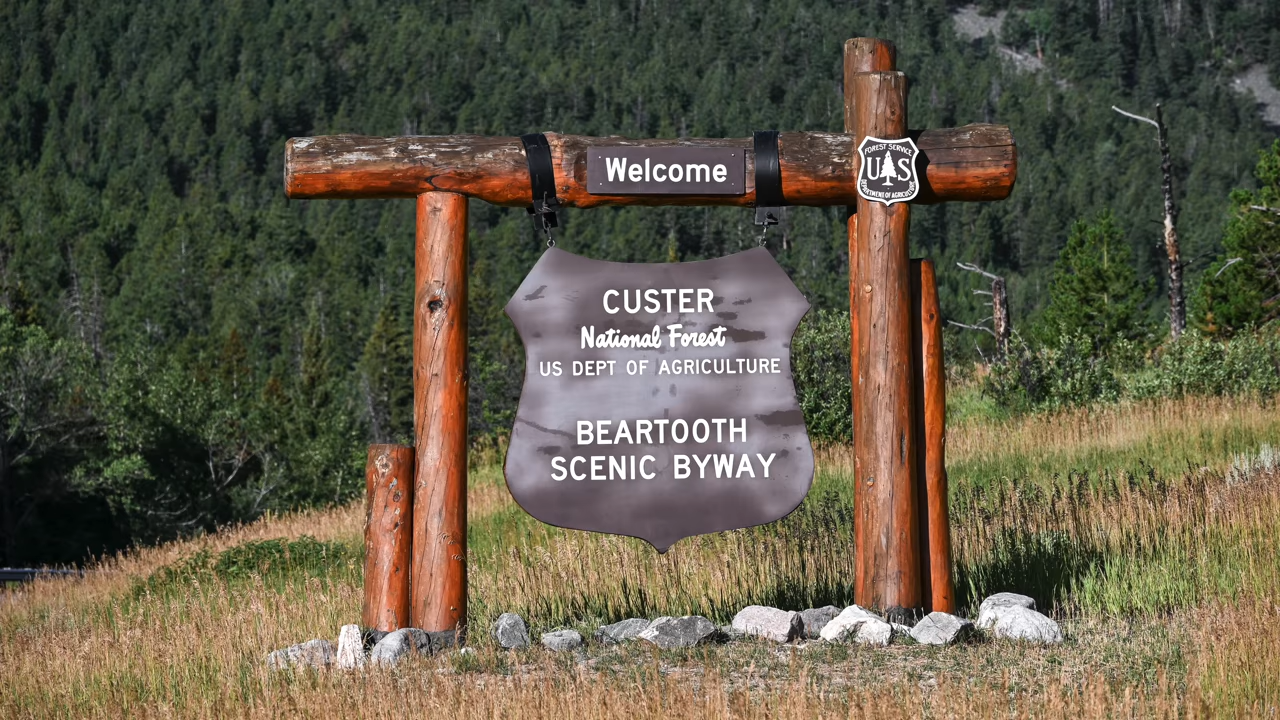 Welcome
FOREST SERVICE
US
DEPARTMENT OF AGRICULTURE
CUSTER
National Forest
US DEPT OF AGRICULTURE
BEARTOOTH
SCENIC BYWAY